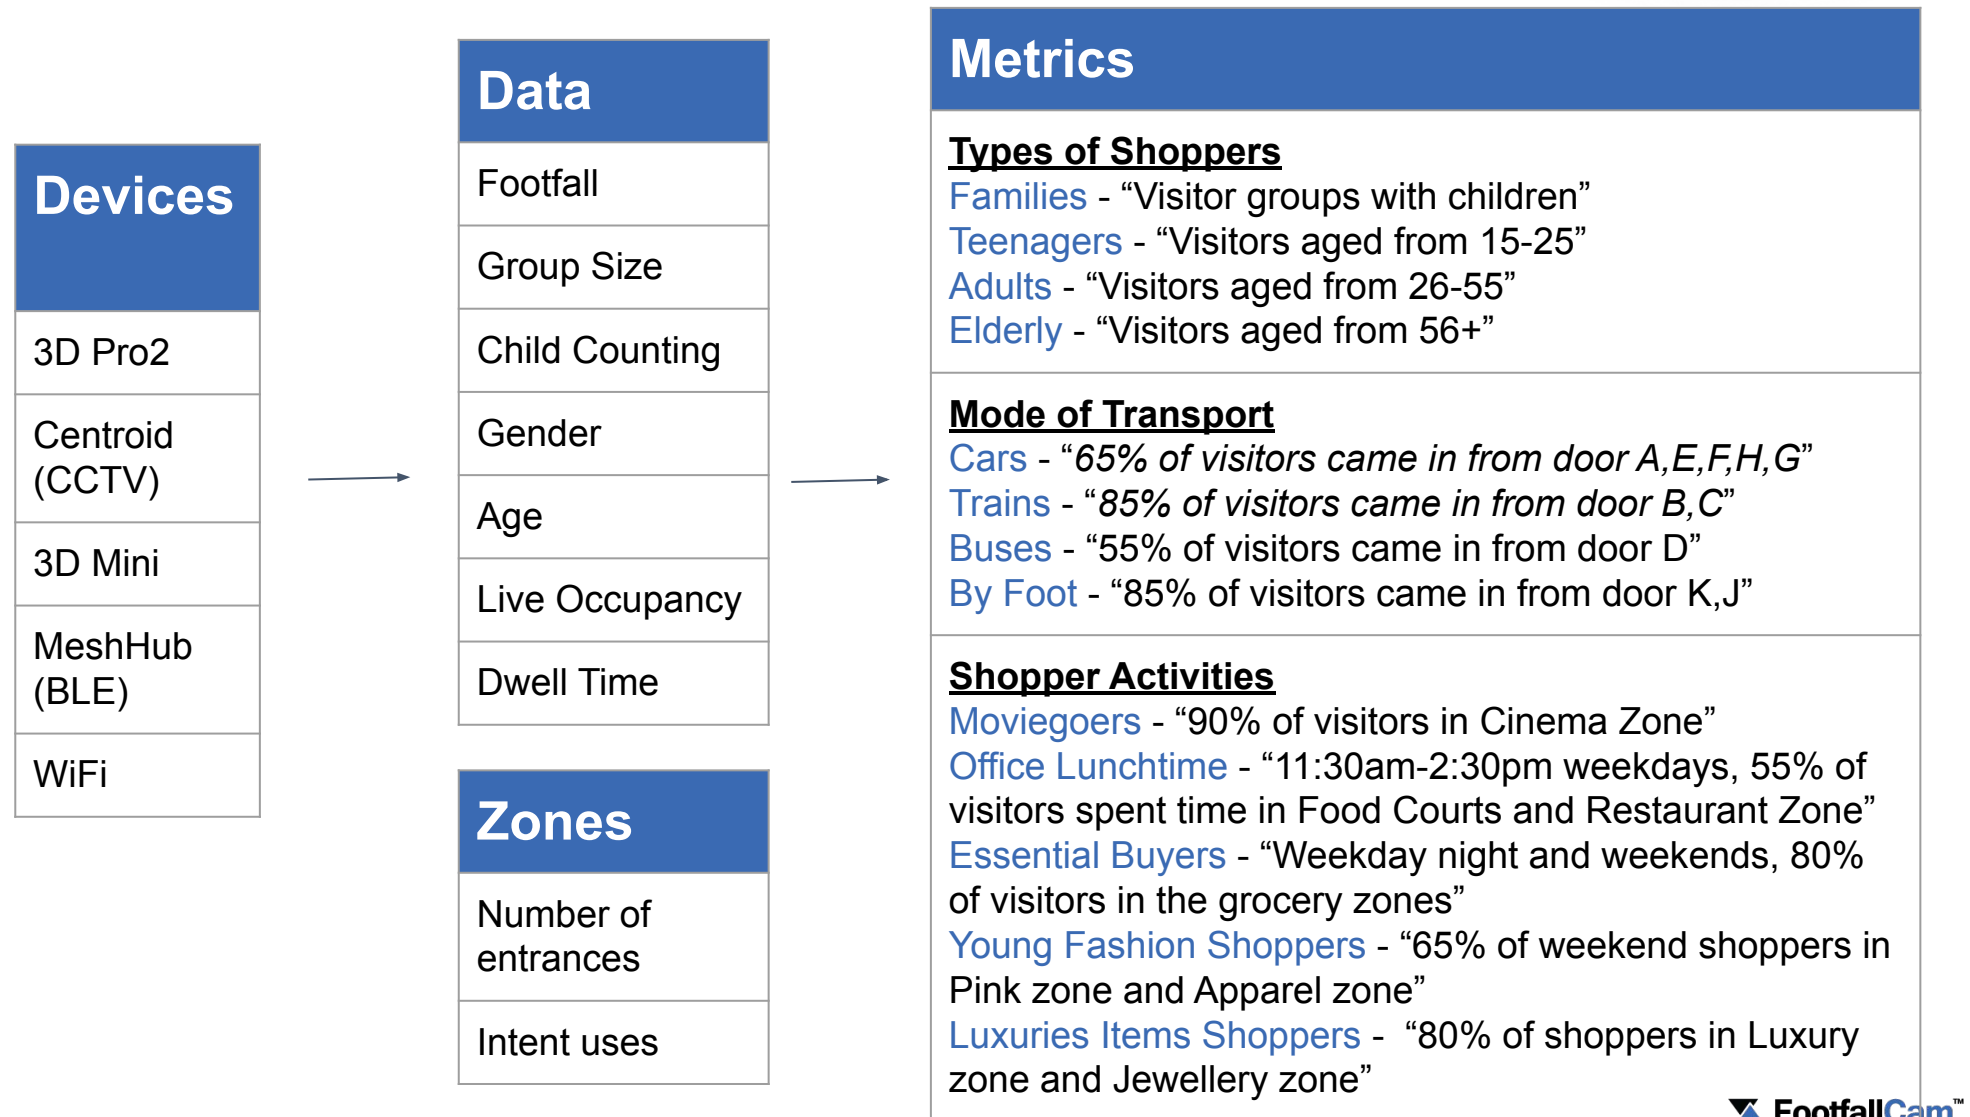 Devices
3D Pro2
Centroid
(CCTV)
3D Mini
MeshHub
(BLE)
WiFi
Data
Footfall
Group Size
Child Counting
Gender
Age
Live Occupancy
Dwell Time
Zones
Number of
entrances
Intent uses
Metrics
Types of Shoppers
Families - “Visitor groups with children”
Teenagers - “Visitors aged from 15-25”
Adults - “Visitors aged from 26-55”
Elderly - “Visitors aged from 56+”
Mode of Transport
Cars - “65% of visitors came in from door A,E,F,H,G”
Trains - “85% of visitors came in from door B,C”
Buses - “55% of visitors came in from door D”
By Foot - “85% of visitors came in from door K,J”
Shopper Activities
Moviegoers - “90% of visitors in Cinema Zone”
Office Lunchtime - “11:30am-2:30pm weekdays, 55% of
visitors spent time in Food Courts and Restaurant Zone”
Essential Buyers - “Weekday night and weekends, 80%
of visitors in the grocery zones”
Young Fashion Shoppers - “65% of weekend shoppers in
Pink zone and Apparel zone”
Luxuries Items Shoppers - “80% of shoppers in Luxury
zone and Jewellery zone”
FootfallCam™